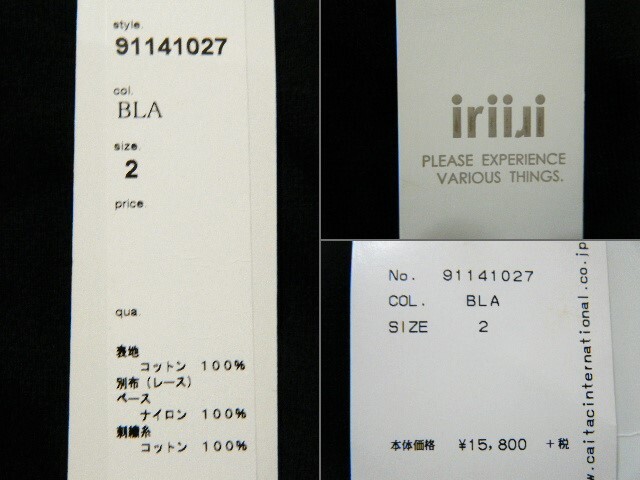 style.
91141027
col.
BLA
size.
2
price.
qua.
表地
コットン 100%
別布(レース)
ベース
ナイロン 100%
刺繍糸
コットン 100%
iriiji
PLEASE EXPERIENCE
VARIOUS THINGS.
No. 91141027
COL. BLA
SIZE 2
本体価格 ¥15,800 +税
w.caitacinternational.co.jp